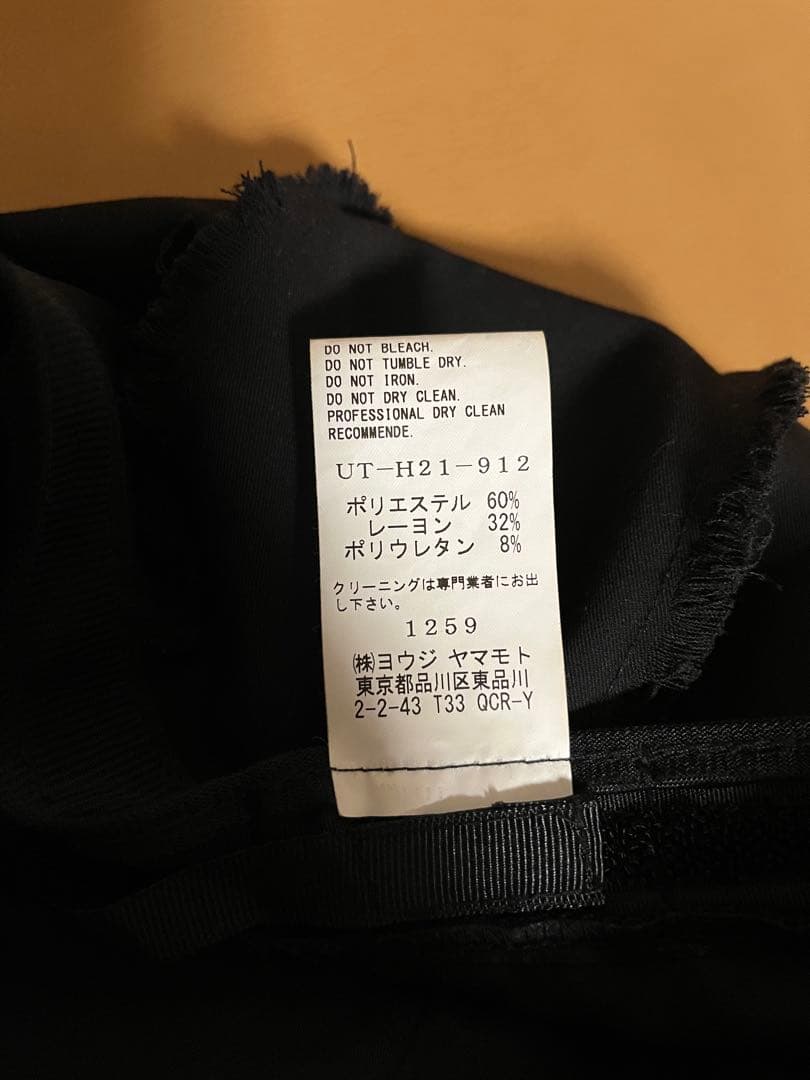 DO NOT BLEACH.
DO NOT TUMBLE DRY.
DO NOT IRON.
DO NOT DRY CLEAN.
PROFESSIONAL DRY CLEAN
RECOMMENDE.
UT-H21-912
ポリエステル 60%
レーヨン 32%
ポリウレタン 8%
クリーニングは専門業者にお出
し下さい。
1259
㈱ヨウジ ヤマモト
東京都品川区東品川
2-2-43 T33 QCR-Y